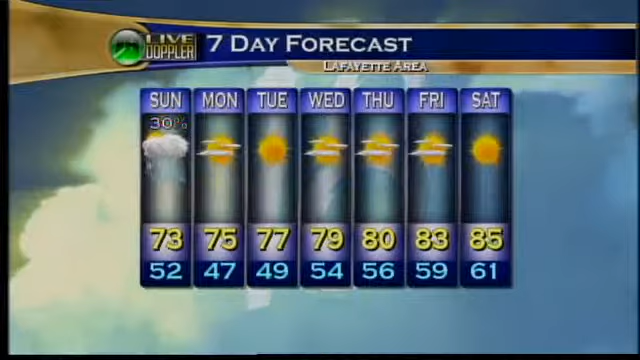 LIVE
DOPPLER
7 DAY FORECAST
LAFAYETTE AREA
SUN MON TUE WED THU FRI SAT
30%
73 75 77 79 80 83 85
52 47 49 54 56 59 61